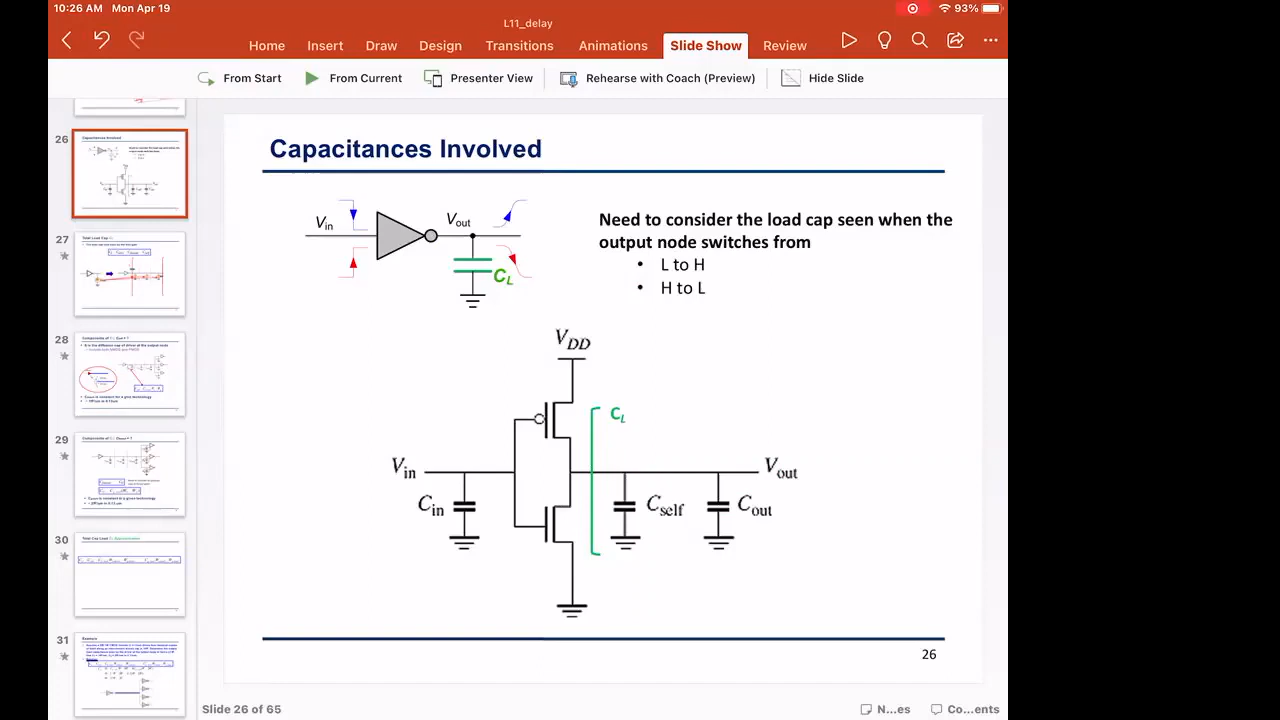 10:26 AM Mon Apr 19
93%
L11_delay
Home Insert Draw Design Transitions Animations Slide Show Review
From Start From Current Presenter View Rehearse with Coach (Preview) Hide Slide
26
Capacitances Involved
27
28
29
30
31
Example
Capacitances Involved
Vin
Vout
CL
Need to consider the load cap seen when the
output node switches from
• L to H
• H to L
VDD
CL
Vin
Vout
Cin
Cself
Cout
26
Slide 26 of 65
N...es
Co...ents